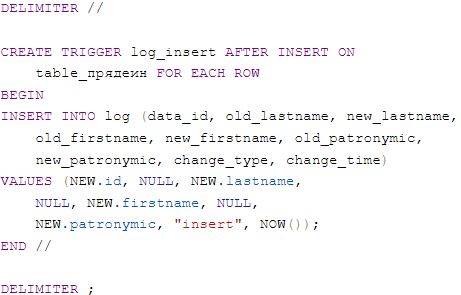 DELIMITER //
CREATE TRIGGER log_insert AFTER INSERT ON
table_прядеин FOR EACH ROW
BEGIN
INSERT INTO log (data_id, old_lastname, new_lastname,
old_firstname, new_firstname, old_patronymic,
new_patronymic, change_type, change_time)
VALUES (NEW.id, NULL, NEW.lastname,
NULL, NEW.firstname, NULL,
NEW.patronymic, "insert", NOW());
END //
DELIMITER ;